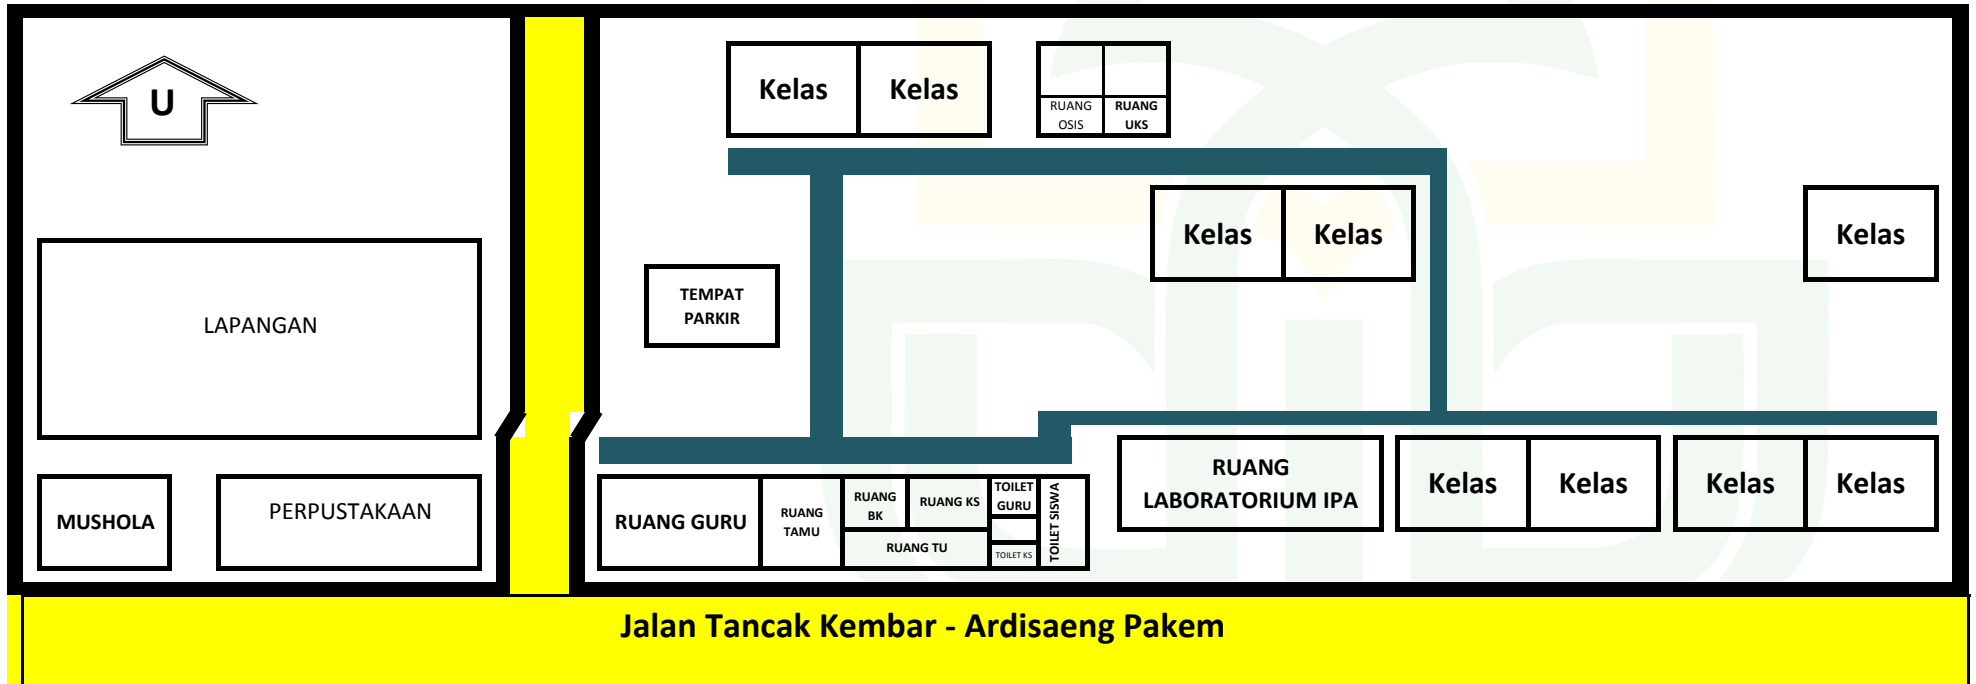 U
Kelas
Kelas
RUANG
OSIS
RUANG
UKS
Kelas
Kelas
Kelas
TEMPAT
PARKIR
LAPANGAN
MUSHOLA
PERPUSTAKAAN
RUANG GURU
RUANG
TAMU
RUANG
BK
RUANG KS
RUANG TU
TOILET
GURU
TOILET KS
TOILET SISWA
RUANG
LABORATORIUM IPA
Kelas
Kelas
Kelas
Kelas
Jalan Tancak Kembar - Ardisaeng Pakem